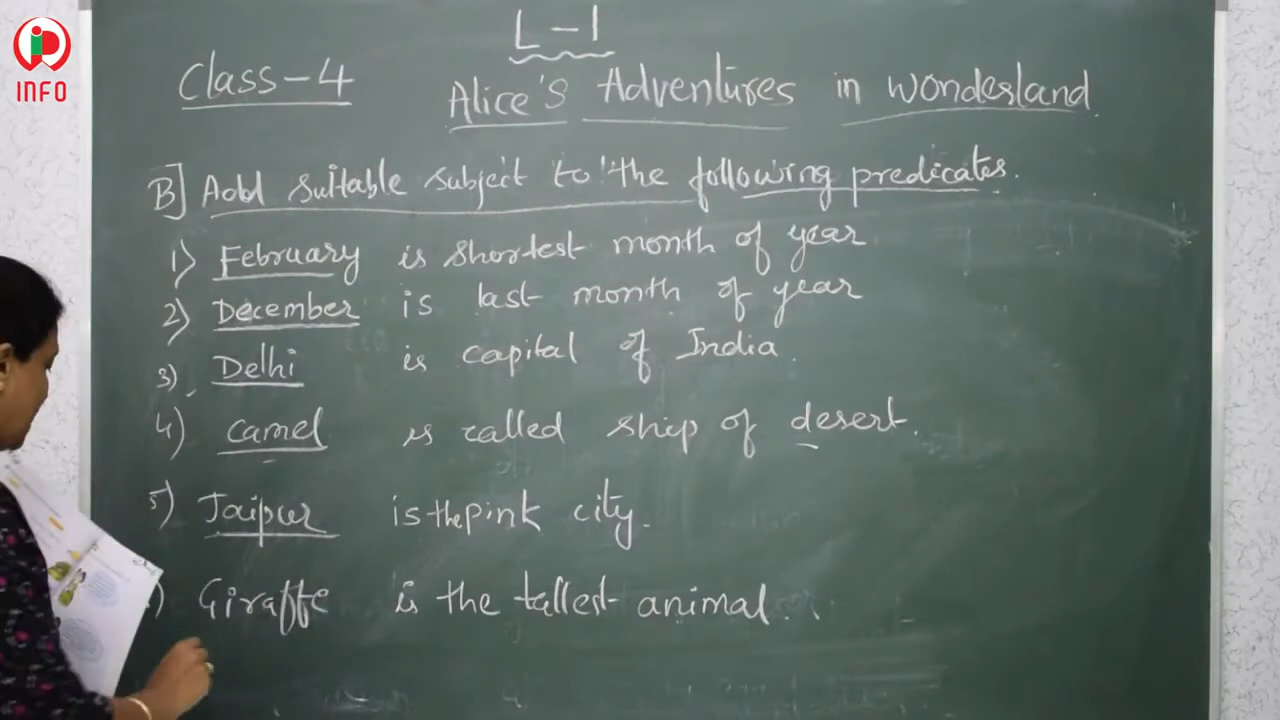 INFO
L-1
Class-4
Alice's Adventures in wonderland
B] Add suitable subject to the following predicates.
1) February is shortest month of year
2) December is last month of year
3) Delhi is capital of India.
4) camel is called ship of desert.
5) Jaipur is the pink city.
) Giraffe is the tallest animal.